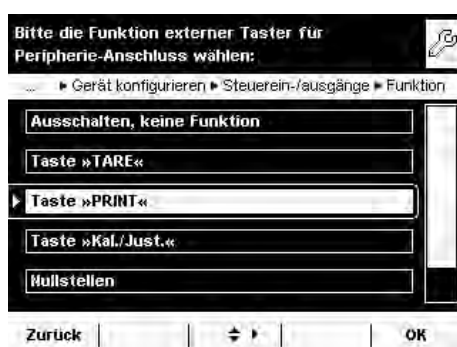 Bitte die Funktion externer Taster für
Peripherie-Anschluss wählen:
... ▸ Gerät konfigurieren ▸ Steuerein-/ausgänge ▸ Funktion
Ausschalten, keine Funktion
Taste »TARE«
Taste »PRINT«
Taste »Kal./Just.«
Nullstellen
Zurück OK